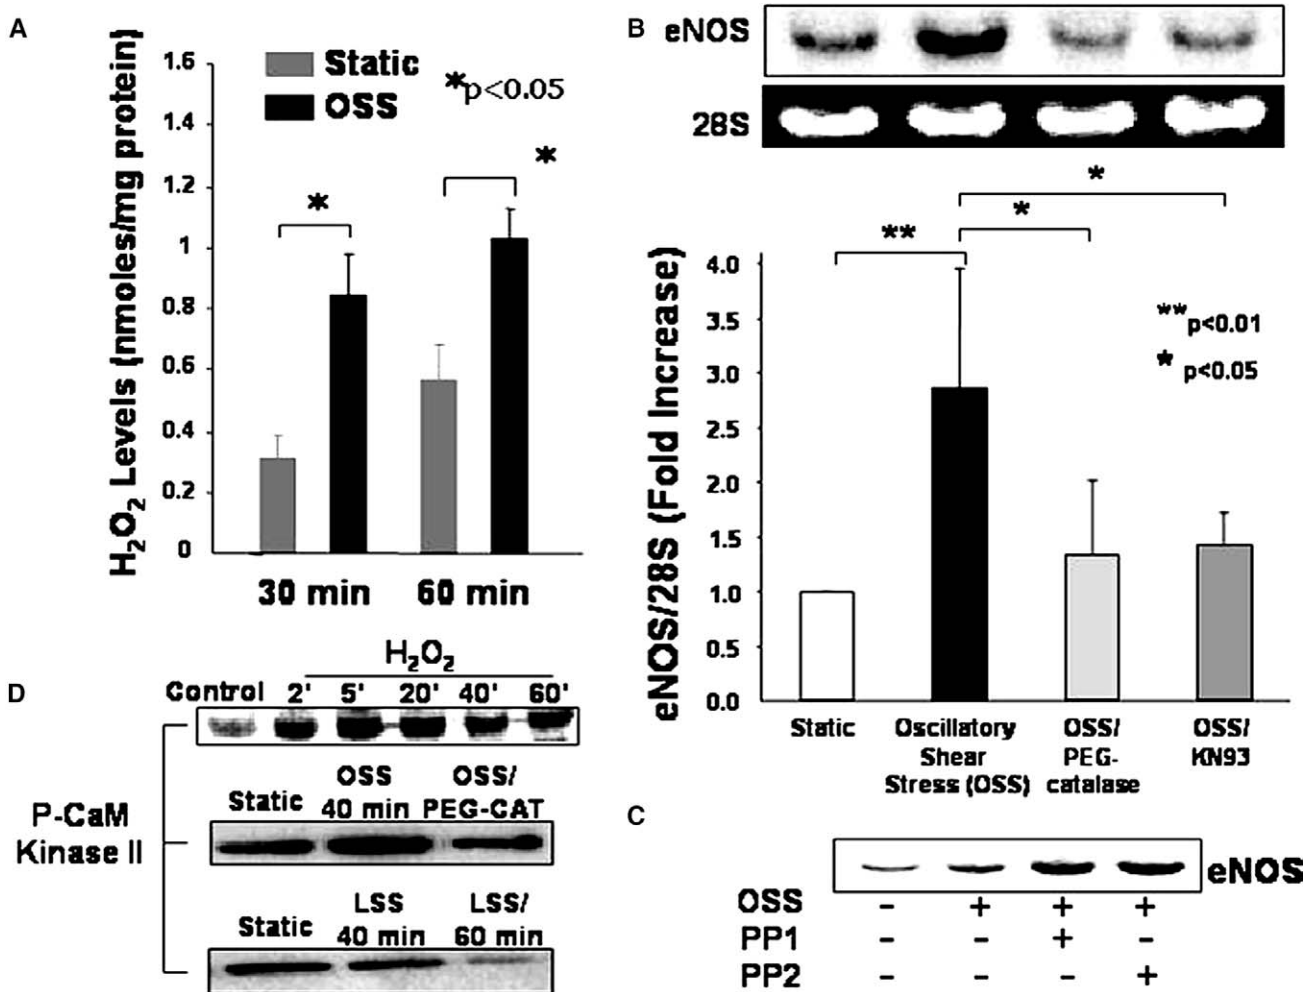 A
H₂O₂ Levels (nmoles/mg protein)
1.6
1.4
1.2
1
0.8
0.6
0.4
0.2
0
Static
OSS
*p<0.05
*
*
30 min
60 min
B
eNOS
28S
*
*
**
eNOS/28S (Fold Increase)
4.0
3.5
3.0
2.5
2.0
1.5
1.0
0.5
0.0
**p<0.01
* p<0.05
Static
Oscillatory
Shear
Stress (OSS)
OSS/
PEG-
catalase
OSS/
KN93
C
eNOS
OSS - + + +
PP1 - - + -
PP2 - - - +
D
H₂O₂
Control 2' 5' 20' 40' 60'
P-CaM
Kinase II
Static
OSS
40 min
OSS/
PEG-CAT
Static
LSS
40 min
LSS/
60 min